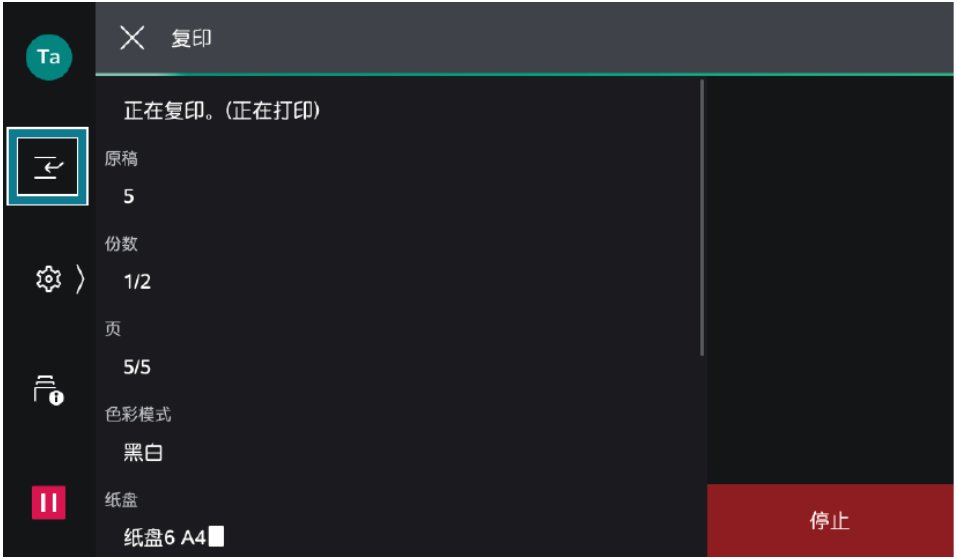 Ta
复印
正在复印。(正在打印)
原稿
5
份数
1/2
页
5/5
色彩模式
黑白
纸盘
纸盘6 A4
停止